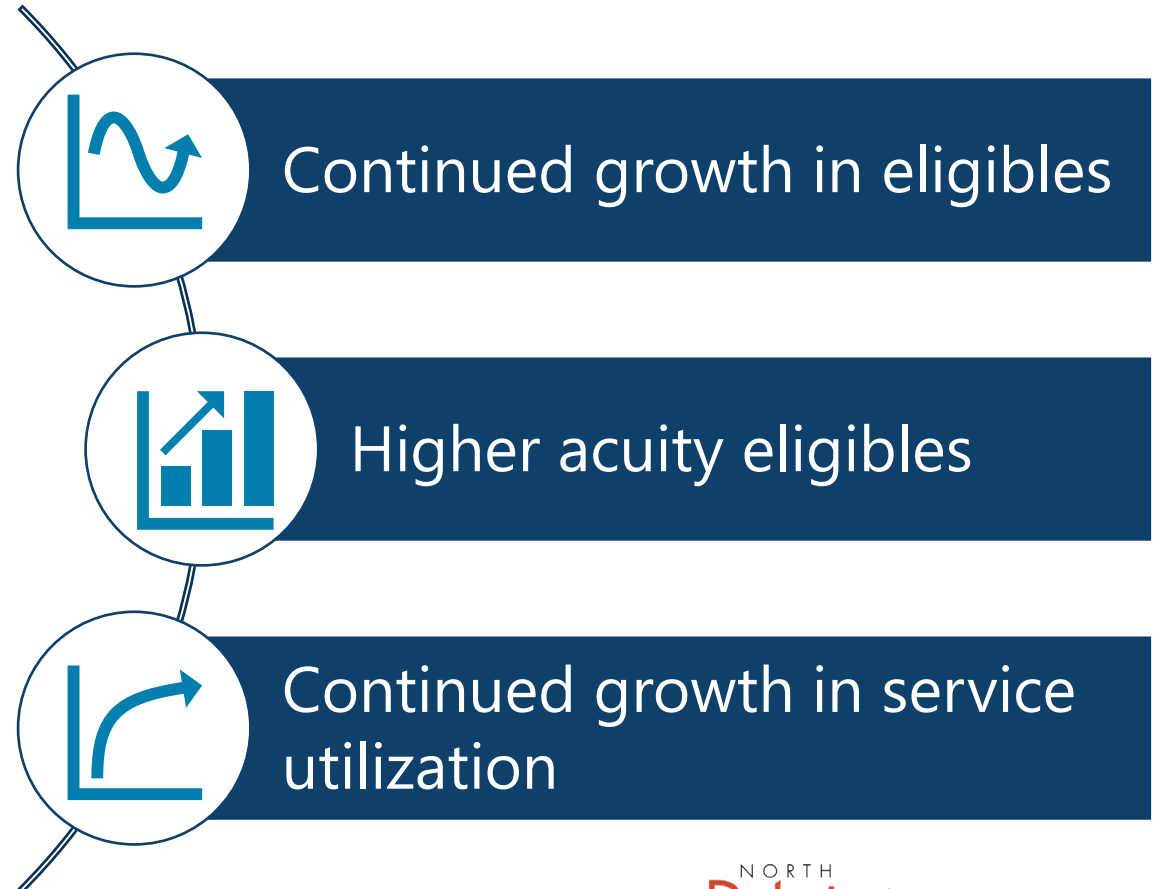 Continued growth in eligibles
Higher acuity eligibles
Continued growth in service
utilization
NORTH